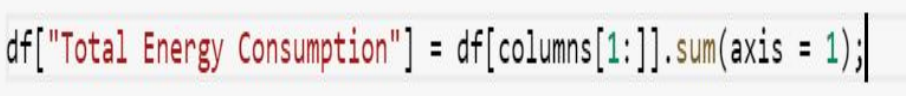 df["Total Energy Consumption"] = df[columns[1:]].sum(axis = 1);